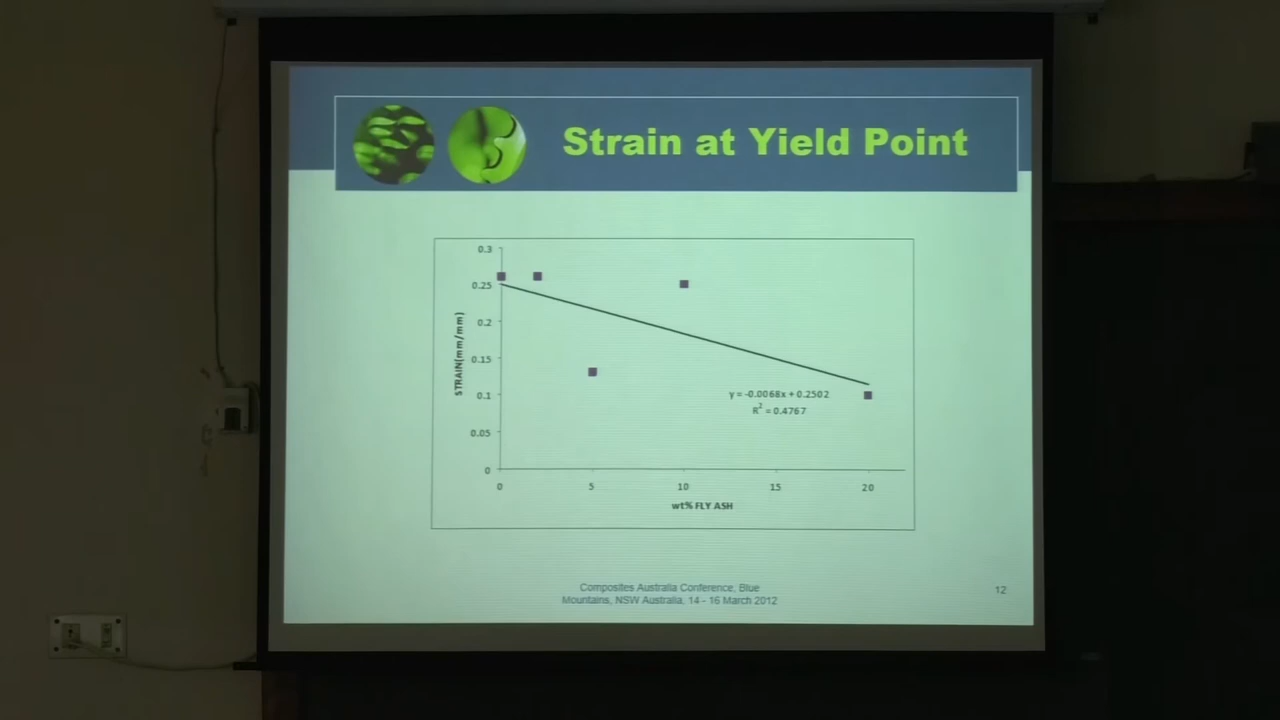 Strain at Yield Point
0.3
0.25
0.2
0.15
0.1
0.05
0
STRAIN(mm/mm)
y = -0.0068x + 0.2502
R² = 0.4767
0 5 10 15 20
wt% FLY ASH
Composites Australia Conference, Blue
Mountains, NSW Australia, 14 - 16 March 2012
12